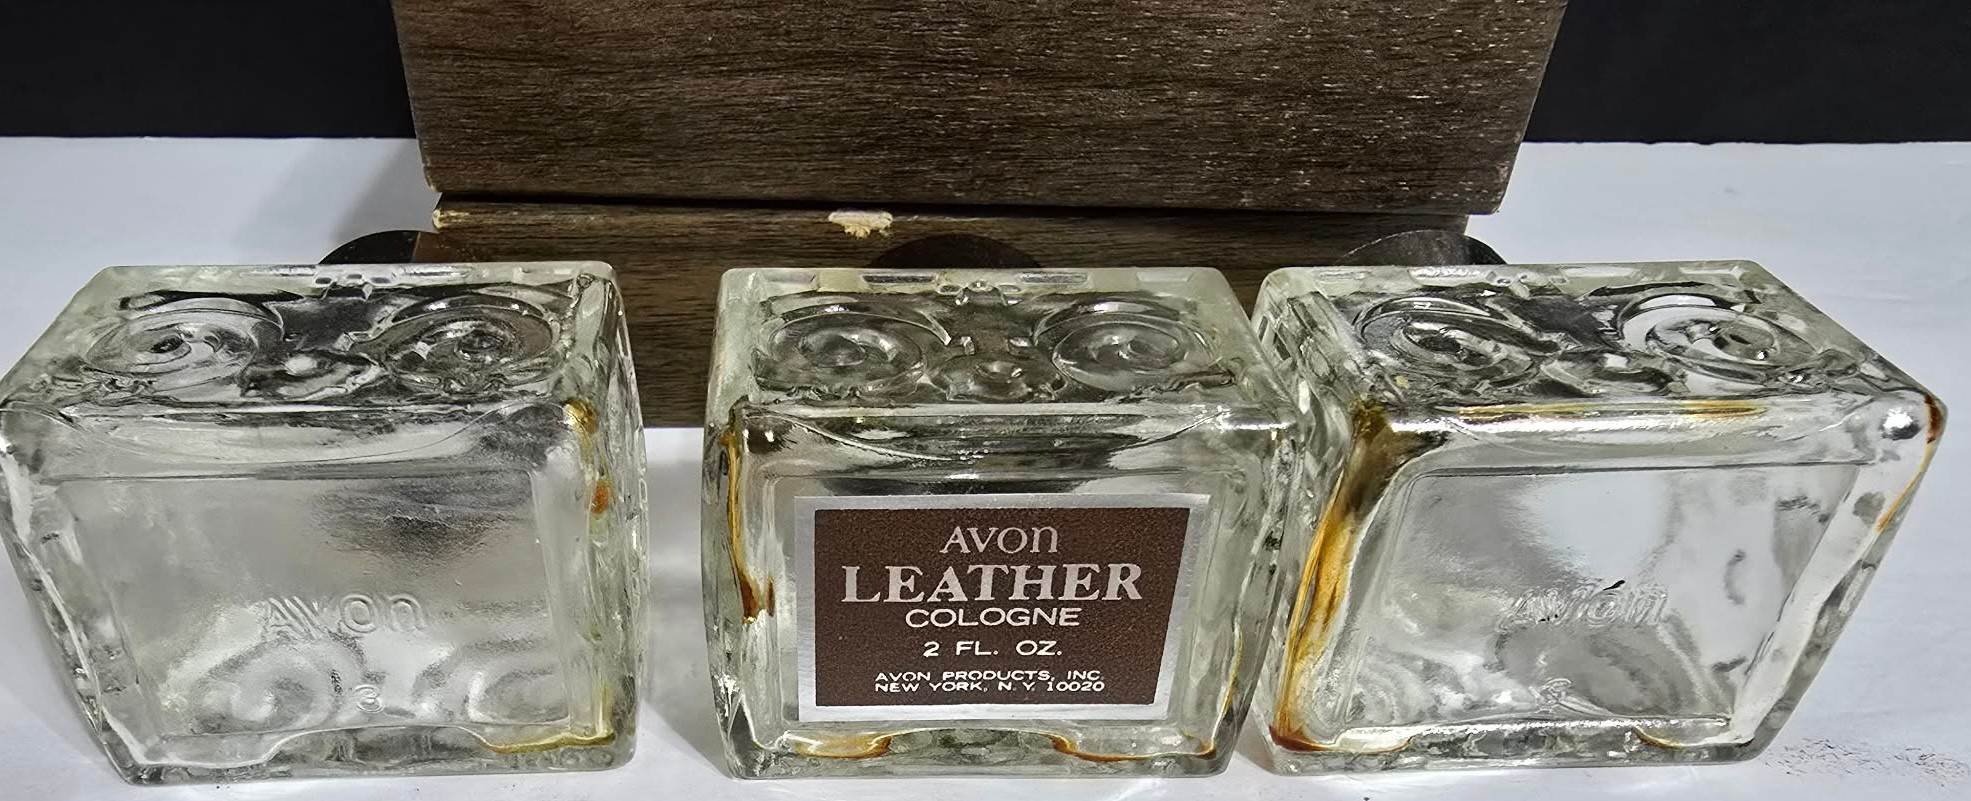 AVON
3
AVON
LEATHER
COLOGNE
2 FL. OZ.
AVON PRODUCTS, INC.
NEW YORK, N.Y. 10020
AVON